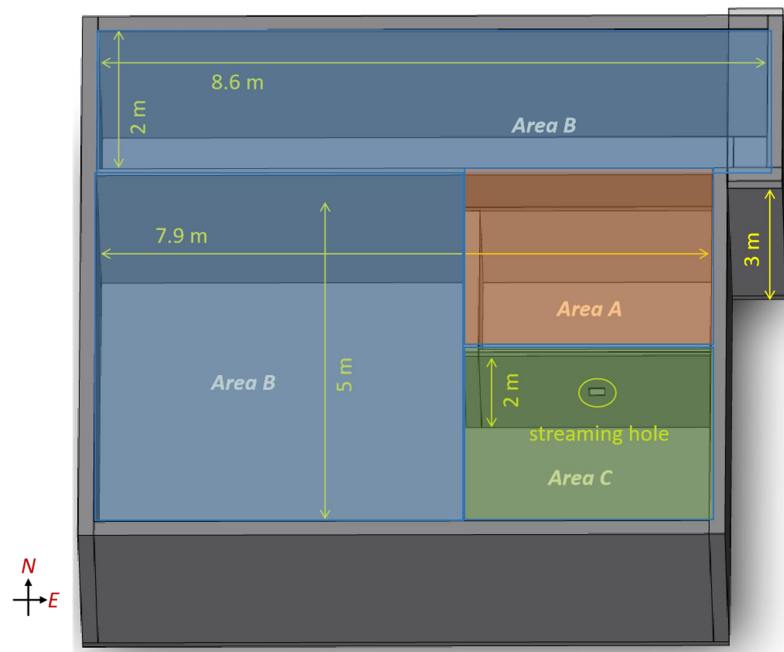 8.6 m
2 m
Area B
7.9 m
3 m
Area A
Area B
5 m
2 m
streaming hole
Area C
N
E